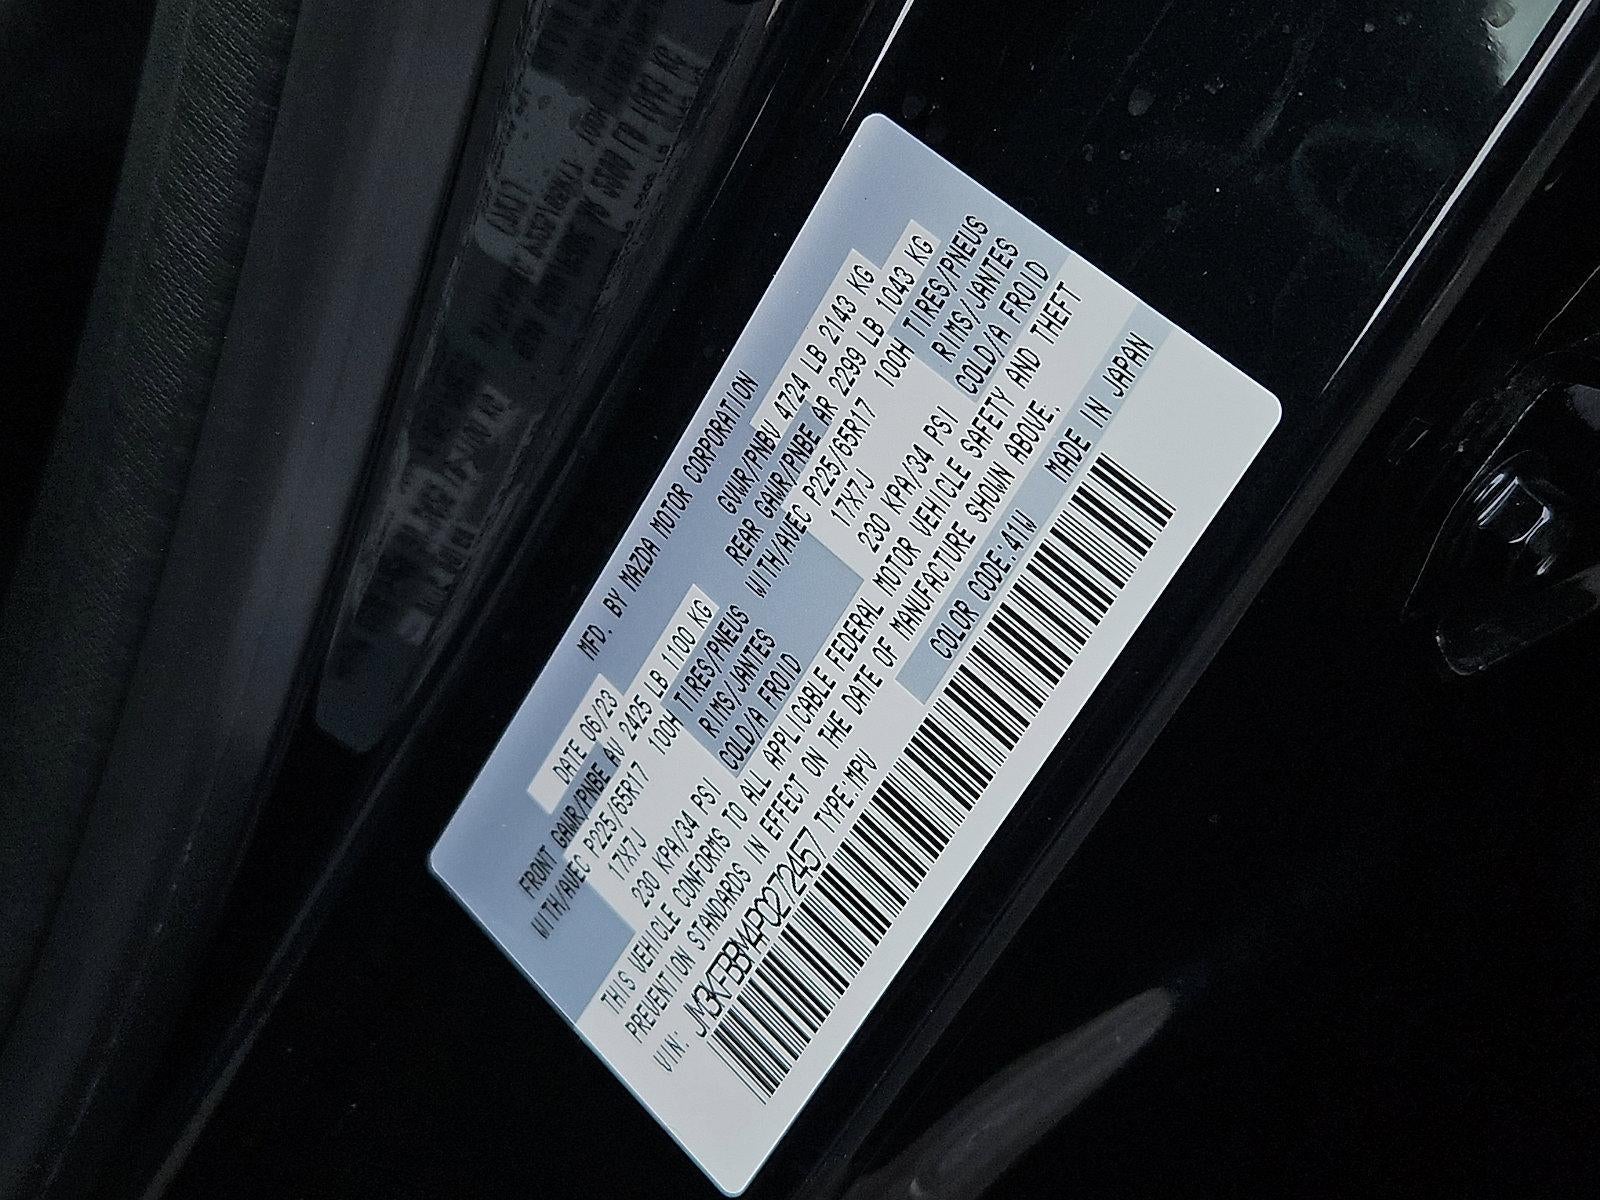 MFD. BY MAZDA MOTOR CORPORATION
DATE 06/23 GVWR/PNBV 4724 LB 2143 KG
FRONT GAWR/PNBE AV 2425 LB 1100 KG REAR GAWR/PNBE AR 2299 LB 1043 KG
WITH/AVEC P225/65R17 100H TIRES/PNEUS WITH/AVEC P225/65R17 100H TIRES/PNEUS
17X7J RIMS/JANTES 17X7J RIMS/JANTES
230 KPA/34 PSI COLD/A FROID 230 KPA/34 PSI COLD/A FROID
THIS VEHICLE CONFORMS TO ALL APPLICABLE FEDERAL MOTOR VEHICLE SAFETY AND THEFT
PREVENTION STANDARDS IN EFFECT ON THE DATE OF MANUFACTURE SHOWN ABOVE.
VIN: JM3KFBBM4P0272457 TYPE:MPV COLOR CODE:41W MADE IN JAPAN